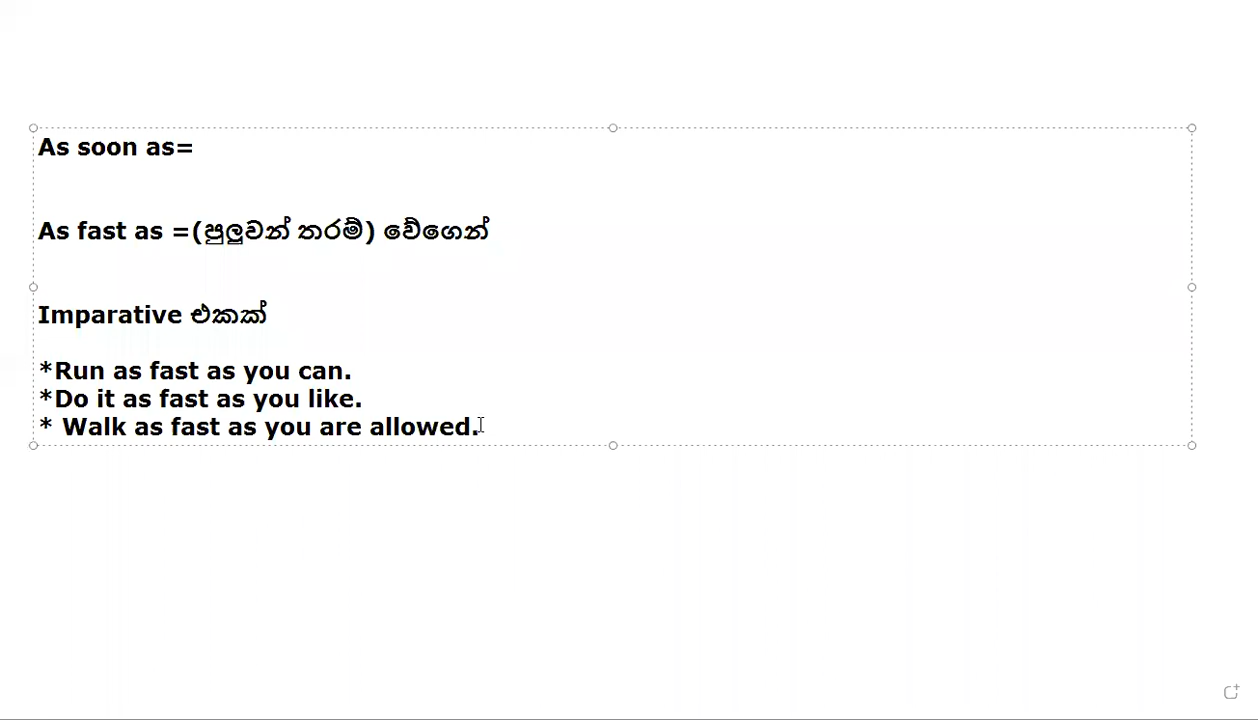 As soon as=
As fast as =(පුලුවන් තරම්) වේගෙන්
Imparative එකක්
*Run as fast as you can.
*Do it as fast as you like.
* Walk as fast as you are allowed.